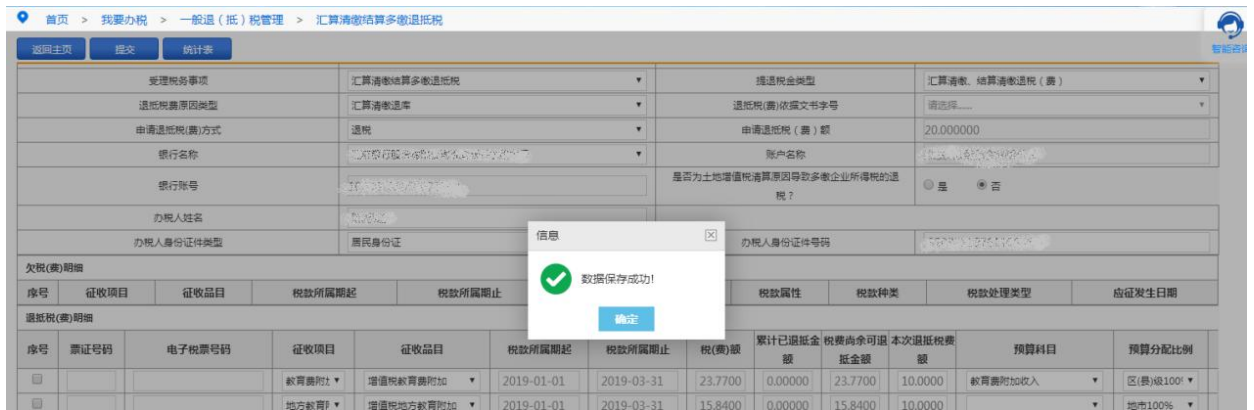 首页 > 我要办税 > 一般退（抵）税管理 > 汇算清缴结算多缴退抵税
智能咨询
返回主页 提交 统计表
受理税务事项 汇算清缴结算多缴退抵税 提退税金类型 汇算清缴、结算清缴退税（费）
退抵税费原因类型 汇算清缴退库 退抵税(费)依据文书字号 请选择......
申请退抵税(费)方式 退税 申请退抵税（费）额 20.000000
银行名称 账户名称
银行账号 是否为土地增值税清算原因导致多缴企业所得税的退税？ 是 否
办税人姓名
办税人身份证件类型 居民身份证 办税人身份证件号码
信息
数据保存成功!
确定
欠税(费)明细
序号 征收项目 征收品目 税款所属期起 税款所属期止 税款属性 税款种类 税款处理类型 应征发生日期
退抵税(费)明细
序号 票证号码 电子税票号码 征收项目 征收品目 税款所属期起 税款所属期止 税(费)额 累计已退抵金额 税费尚余可退抵金额 本次退抵税费额 预算科目 预算分配比例
教育费附加 增值税教育费附加 2019-01-01 2019-03-31 23.7700 0.00000 23.7700 10.0000 教育费附加收入 区(县)级100%
地方教育 增值税地方教育附加 2019-01-01 2019-03-31 15.8400 0.00000 15.8400 10.0000 地市100%